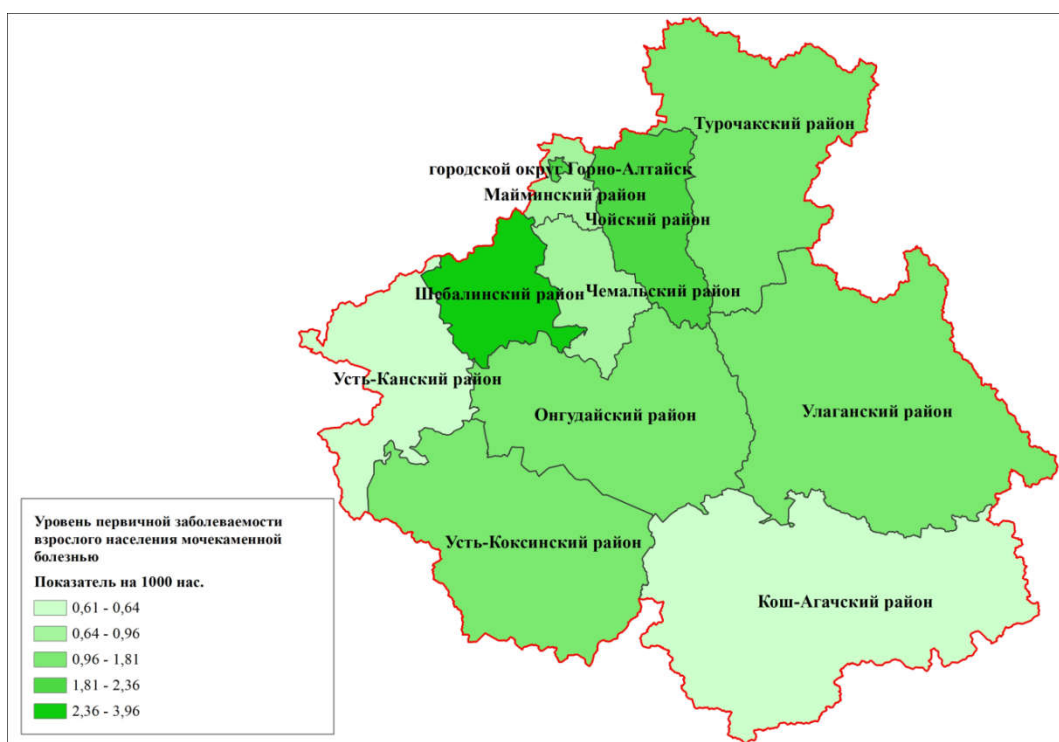 Турочакский район
городской округ Горно-Алтайск
Майминский район
Чойский район
Шебалинский район
Чемальский район
Усть-Канский район
Онгудайский район
Улаганский район
Усть-Коксинский район
Кош-Агачский район
Уровень первичной заболеваемости
взрослого населения мочекаменной
болезнью
Показатель на 1000 нас.
0,61 - 0,64
0,64 - 0,96
0,96 - 1,81
1,81 - 2,36
2,36 - 3,96